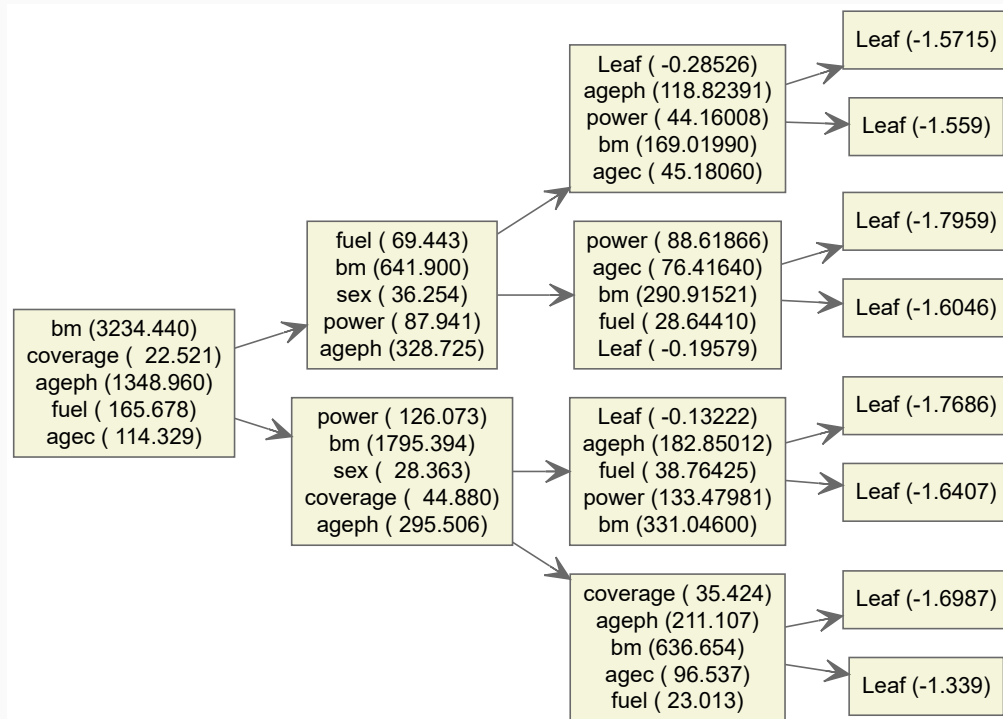 bm (3234.440)
coverage (  22.521)
ageph (1348.960)
fuel ( 165.678)
agec ( 114.329)
fuel ( 69.443)
bm (641.900)
sex ( 36.254)
power ( 87.941)
ageph (328.725)
power ( 126.073)
bm (1795.394)
sex (  28.363)
coverage (  44.880)
ageph ( 295.506)
Leaf ( -0.28526)
ageph (118.82391)
power ( 44.16008)
bm (169.01990)
agec ( 45.18060)
power ( 88.61866)
agec ( 76.41640)
bm (290.91521)
fuel ( 28.64410)
Leaf ( -0.19579)
Leaf ( -0.13222)
ageph (182.85012)
fuel ( 38.76425)
power (133.47981)
bm (331.04600)
coverage ( 35.424)
ageph (211.107)
bm (636.654)
agec ( 96.537)
fuel ( 23.013)
Leaf (-1.5715)
Leaf (-1.559)
Leaf (-1.7959)
Leaf (-1.6046)
Leaf (-1.7686)
Leaf (-1.6407)
Leaf (-1.6987)
Leaf (-1.339)